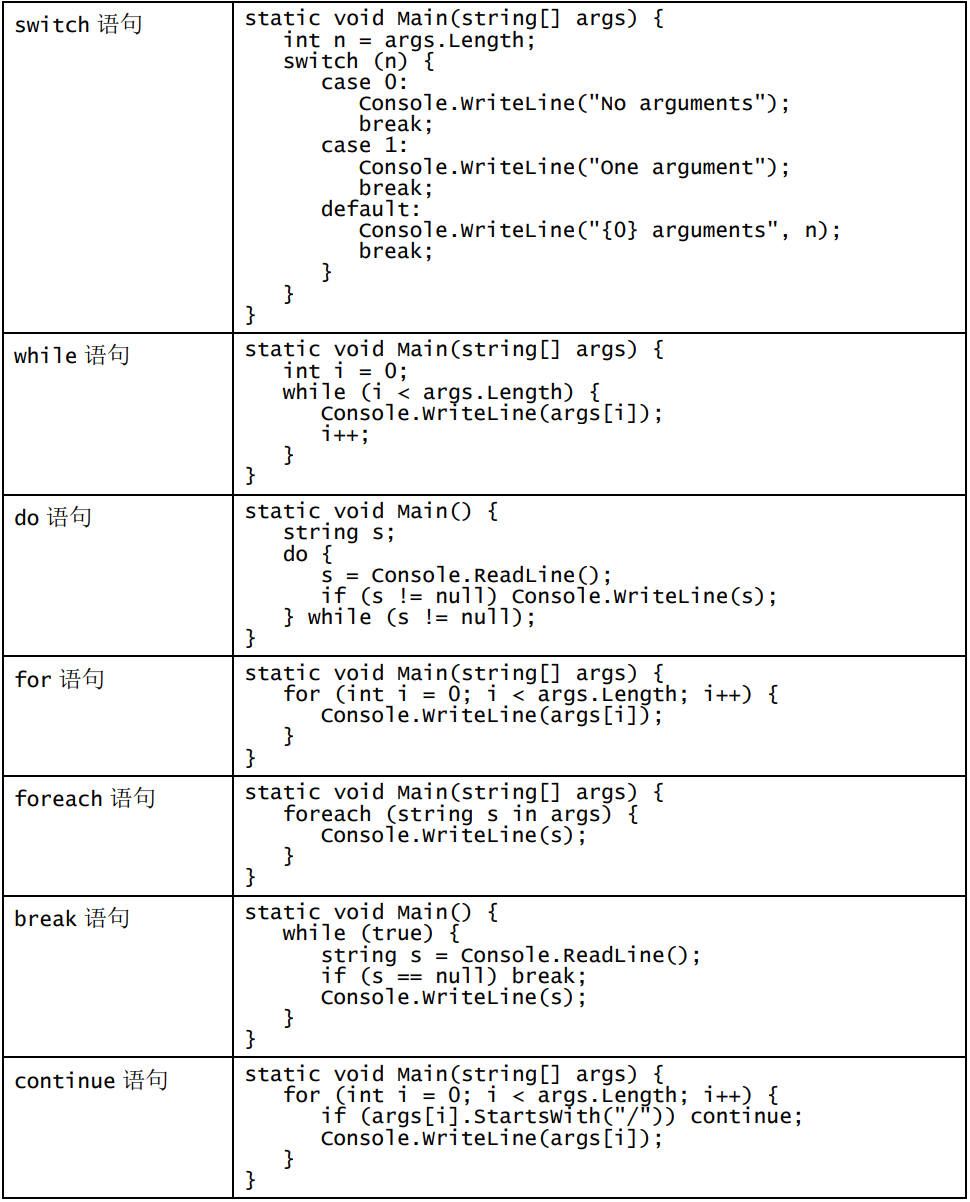 switch 语句
static void Main(string[] args) {
   int n = args.Length;
   switch (n) {
      case 0:
         Console.WriteLine("No arguments");
         break;
      case 1:
         Console.WriteLine("One argument");
         break;
      default:
         Console.WriteLine("{0} arguments", n);
         break;
      }
   }
}
while 语句
static void Main(string[] args) {
   int i = 0;
   while (i < args.Length) {
      Console.WriteLine(args[i]);
      i++;
   }
}
do 语句
static void Main() {
   string s;
   do {
      s = Console.ReadLine();
      if (s != null) Console.WriteLine(s);
   } while (s != null);
}
for 语句
static void Main(string[] args) {
   for (int i = 0; i < args.Length; i++) {
      Console.WriteLine(args[i]);
   }
}
foreach 语句
static void Main(string[] args) {
   foreach (string s in args) {
      Console.WriteLine(s);
   }
}
break 语句
static void Main() {
   while (true) {
      string s = Console.ReadLine();
      if (s == null) break;
      Console.WriteLine(s);
   }
}
continue 语句
static void Main(string[] args) {
   for (int i = 0; i < args.Length; i++) {
      if (args[i].StartsWith("/")) continue;
      Console.WriteLine(args[i]);
   }
}